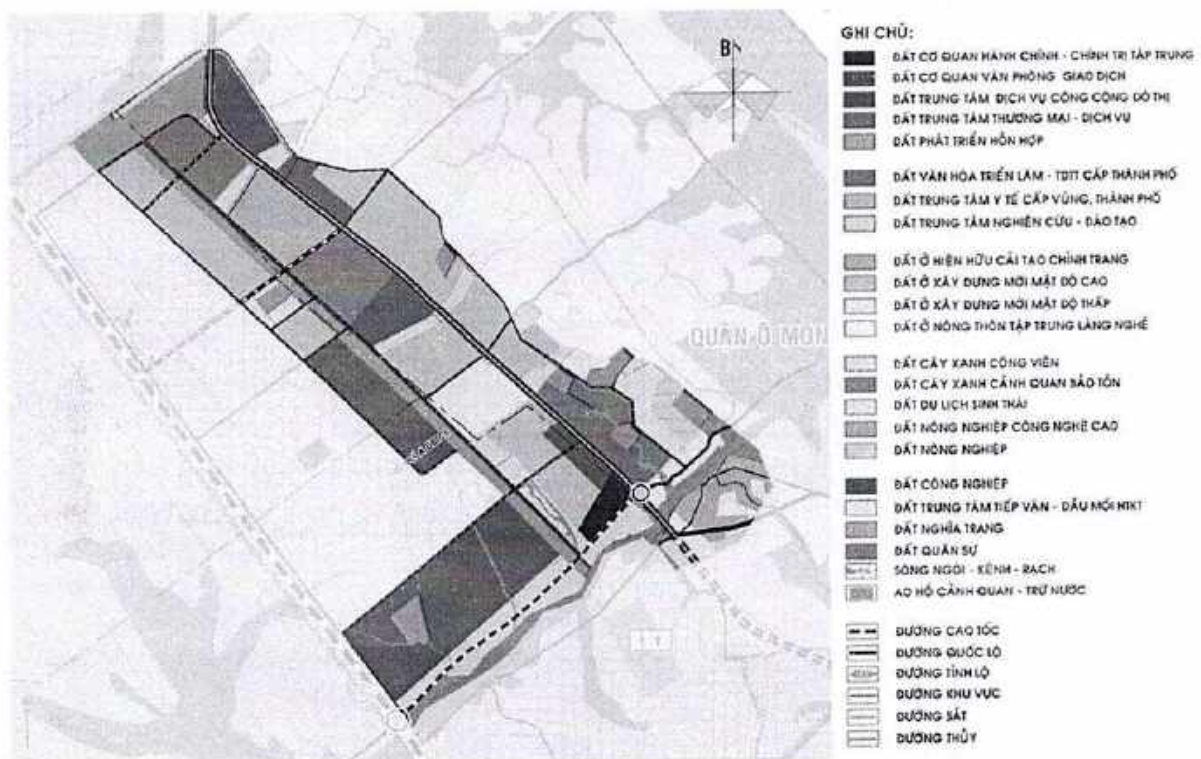 B
QUẬN Ô MÔN
GHI CHÚ:
ĐẤT CƠ QUAN HÀNH CHÍNH - CHÍNH TRỊ TẬP TRUNG
ĐẤT CƠ QUAN VĂN PHÒNG GIAO DỊCH
ĐẤT TRUNG TÂM DỊCH VỤ CÔNG CỘNG ĐÔ THỊ
ĐẤT TRUNG TÂM THƯƠNG MẠI - DỊCH VỤ
ĐẤT PHÁT TRIỂN HỖN HỢP
ĐẤT VĂN HÓA TRIỂN LÃM - TDTT CẤP THÀNH PHỐ
ĐẤT TRUNG TÂM Y TẾ CẤP VÙNG, THÀNH PHỐ
ĐẤT TRUNG TÂM NGHIÊN CỨU - ĐÀO TẠO
ĐẤT Ở HIỆN HỮU CẢI TẠO CHỈNH TRANG
ĐẤT Ở XÂY DỰNG MỚI MẬT ĐỘ CAO
ĐẤT Ở XÂY DỰNG MỚI MẬT ĐỘ THẤP
ĐẤT Ở NÔNG THÔN TẬP TRUNG LÀNG NGHỀ
ĐẤT CÂY XANH CÔNG VIÊN
ĐẤT CÂY XANH CẢNH QUAN BẢO TỒN
ĐẤT DU LỊCH SINH THÁI
ĐẤT NÔNG NGHIỆP CÔNG NGHỆ CAO
ĐẤT NÔNG NGHIỆP
ĐẤT CÔNG NGHIỆP
ĐẤT TRUNG TÂM TIẾP VẬN - ĐẦU MỐI HTKT
ĐẤT NGHĨA TRANG
ĐẤT QUÂN SỰ
SÔNG NGÒI - KÊNH - RẠCH
AO HỒ CẢNH QUAN - TRỮ NƯỚC
ĐƯỜNG CAO TỐC
ĐƯỜNG QUỐC LỘ
ĐƯỜNG TỈNH LỘ
ĐƯỜNG KHU VỰC
ĐƯỜNG SẮT
ĐƯỜNG THỦY